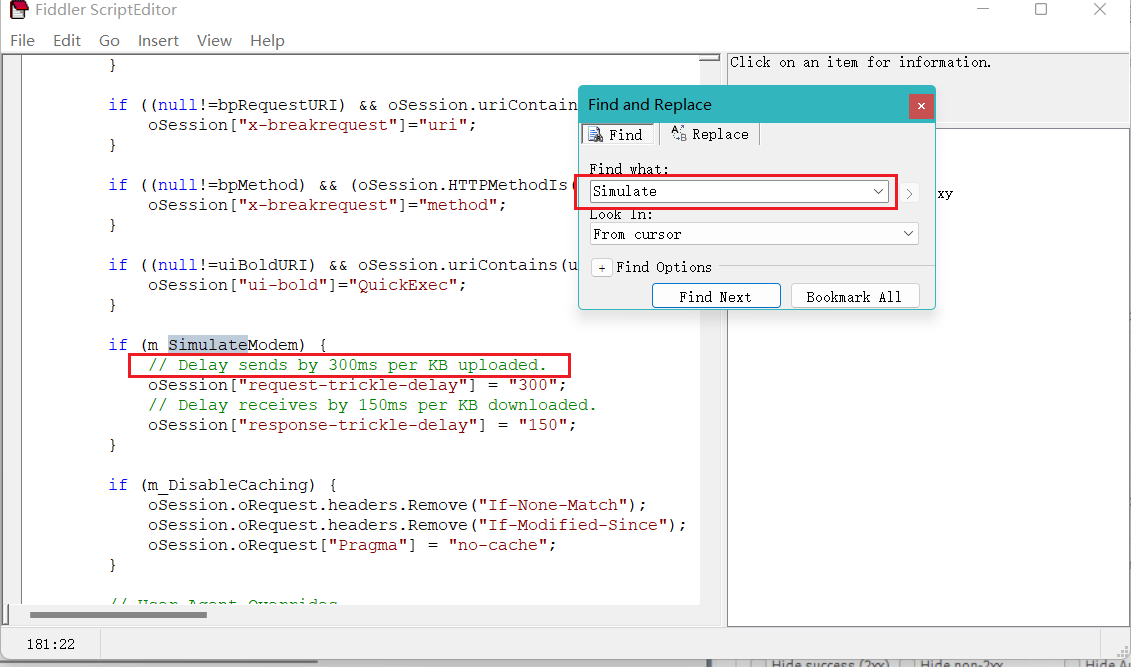 Fiddler ScriptEditor
File Edit Go Insert View Help
}
if ((null!=bpRequestURI) && oSession.uriContain
oSession["x-breakrequest"]="uri";
}
if ((null!=bpMethod) && (oSession.HTTPMethodIs(
oSession["x-breakrequest"]="method";
}
if ((null!=uiBoldURI) && oSession.uriContains(u
oSession["ui-bold"]="QuickExec";
}
if (m_SimulateModem) {
// Delay sends by 300ms per KB uploaded.
oSession["request-trickle-delay"] = "300";
// Delay receives by 150ms per KB downloaded.
oSession["response-trickle-delay"] = "150";
}
if (m_DisableCaching) {
oSession.oRequest.headers.Remove("If-None-Match");
oSession.oRequest.headers.Remove("If-Modified-Since");
oSession.oRequest["Pragma"] = "no-cache";
}
// User Agent Overrides
181:22
Click on an item for information.
xy
Find and Replace
Find Replace
Find what:
Simulate
Look In:
From cursor
+ Find Options
Find Next Bookmark All
Hide success (2xx) Hide non-2xx Hide A